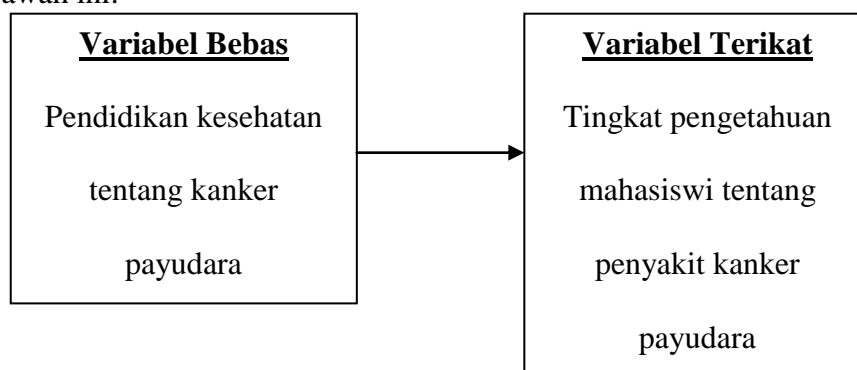 awah ini:
Variabel Bebas
Pendidikan kesehatan
tentang kanker
payudara
Variabel Terikat
Tingkat pengetahuan
mahasiswi tentang
penyakit kanker
payudara